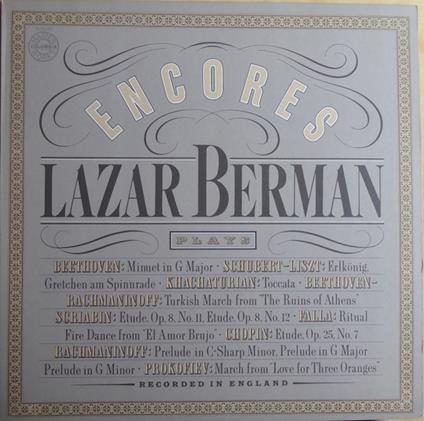 ENCORES
LAZAR BERMAN
PLAYS
BEETHOVEN: Minuet in G Major · SCHUBERT–LISZT: Erlkönig,
Gretchen am Spinnrade · KHACHATURIAN: Toccata · BEETHOVEN–
RACHMANINOFF: Turkish March from "The Ruins of Athens"
SCRIABIN: Etude, Op. 8, No. 11, Etude, Op. 8, No. 12 · FALLA: Ritual
Fire Dance from "El Amor Brujo" · CHOPIN: Etude, Op. 25, No. 7
RACHMANINOFF: Prelude in C-Sharp Minor, Prelude in G Major
Prelude in G Minor · PROKOFIEV: March from "Love for Three Oranges"
RECORDED IN ENGLAND